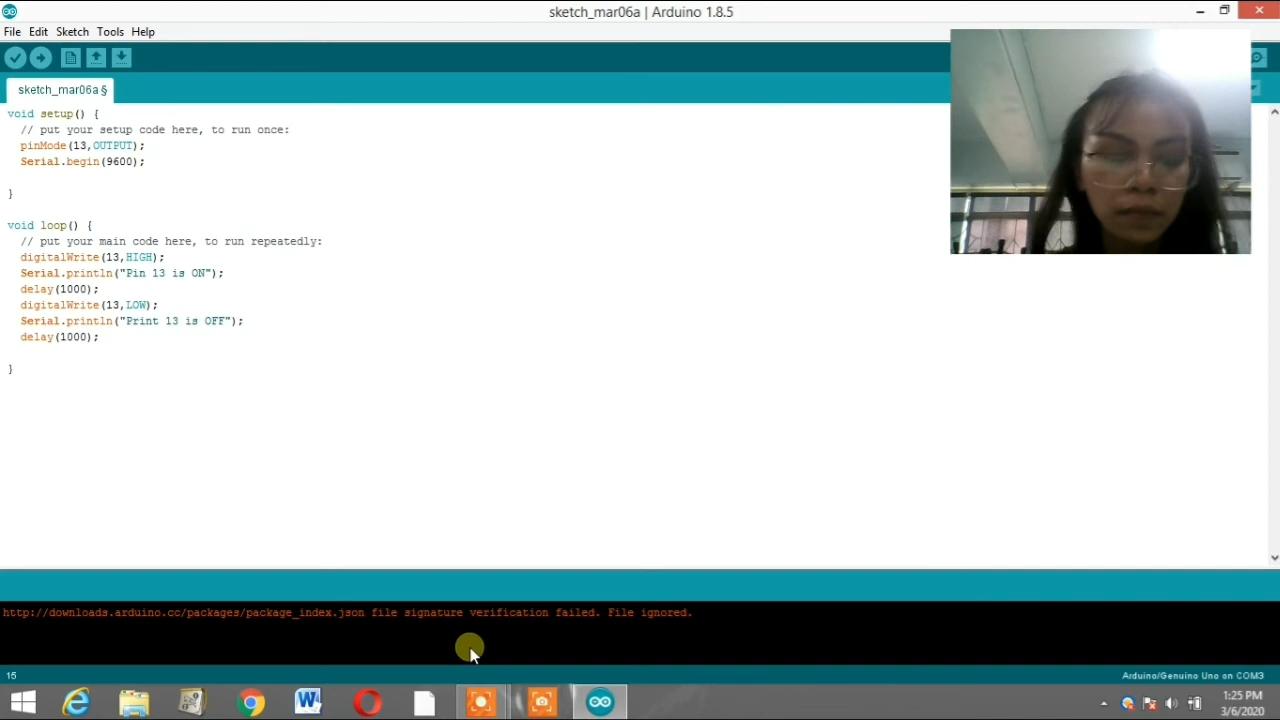 sketch_mar06a | Arduino 1.8.5
File Edit Sketch Tools Help
sketch_mar06a §
void setup() {
// put your setup code here, to run once:
pinMode(13,OUTPUT);
Serial.begin(9600);
}
void loop() {
// put your main code here, to run repeatedly:
digitalWrite(13,HIGH);
Serial.println("Pin 13 is ON");
delay(1000);
digitalWrite(13,LOW);
Serial.println("Print 13 is OFF");
delay(1000);
}
http://downloads.arduino.cc/packages/package_index.json file signature verification failed. File ignored.
15
Arduino/Genuino Uno on COM3
1:25 PM
3/6/2020